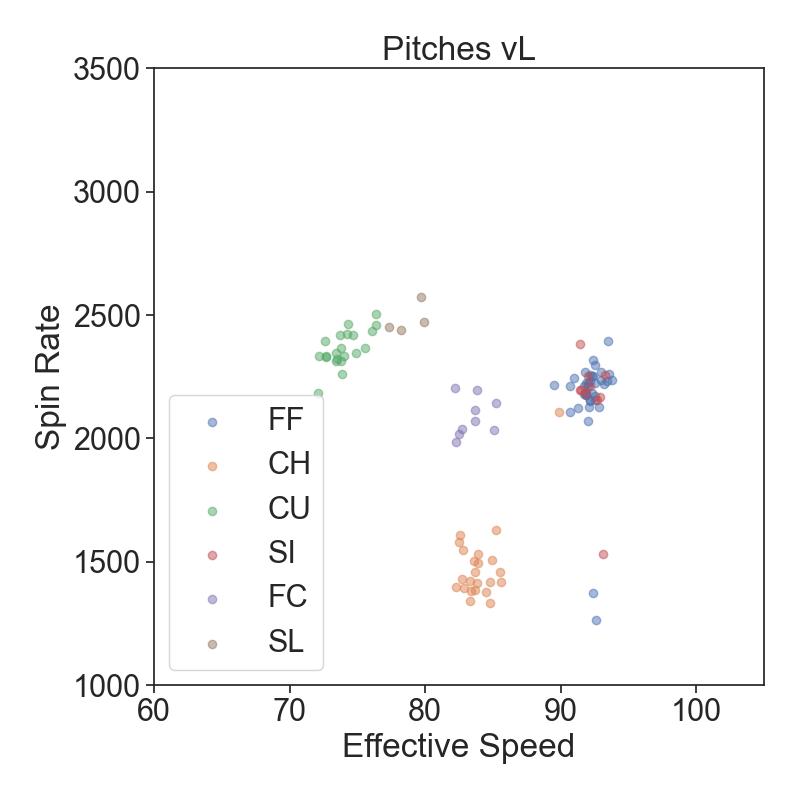 Pitches vL
3500
3000
2500
2000
1500
1000
Spin Rate
FF
CH
CU
SI
FC
SL
60 70 80 90 100
Effective Speed